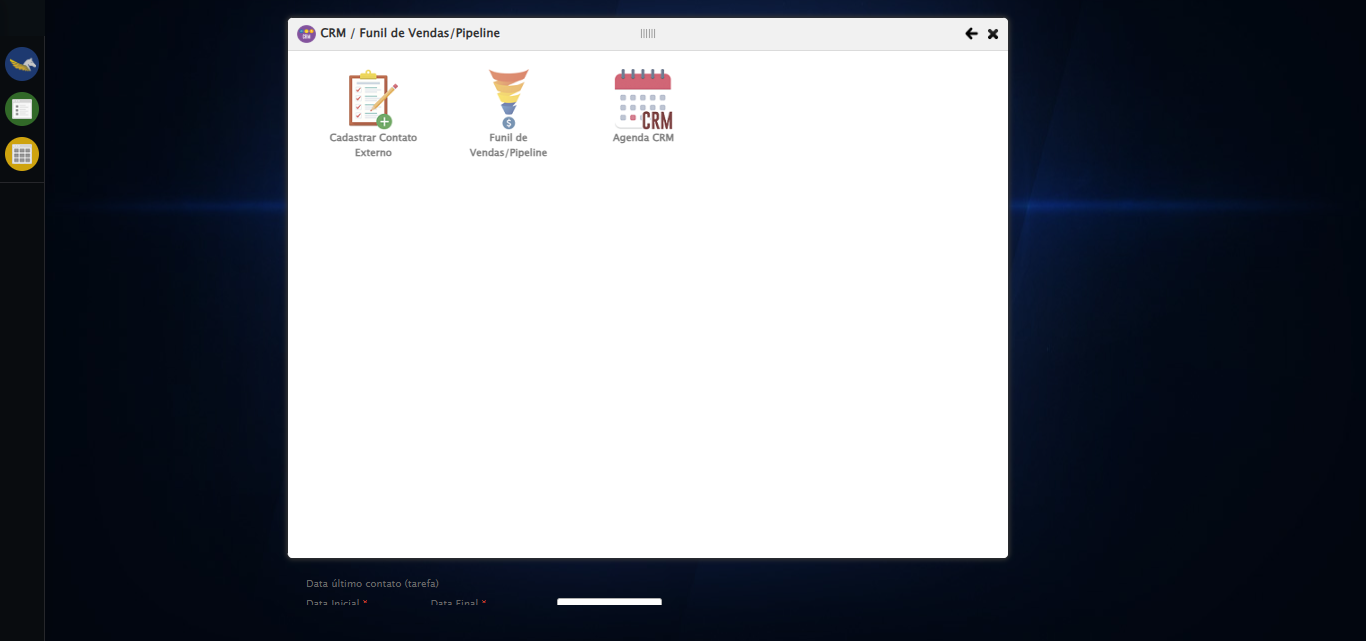 CRM / Funil de Vendas/Pipeline
Cadastrar Contato
Externo
Funil de
Vendas/Pipeline
CRM
Agenda CRM
Data último contato (tarefa)
Data Inicial *
Data Final *